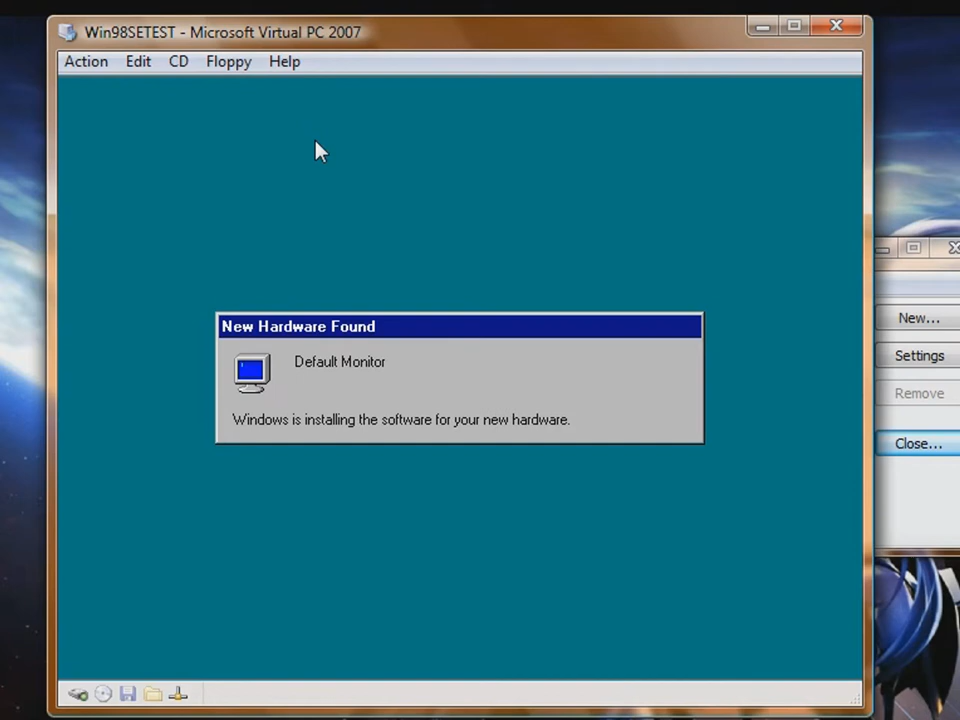 Win98SETEST - Microsoft Virtual PC 2007
Action Edit CD Floppy Help
New Hardware Found
Default Monitor
Windows is installing the software for your new hardware.
New...
Settings
Remove
Close...